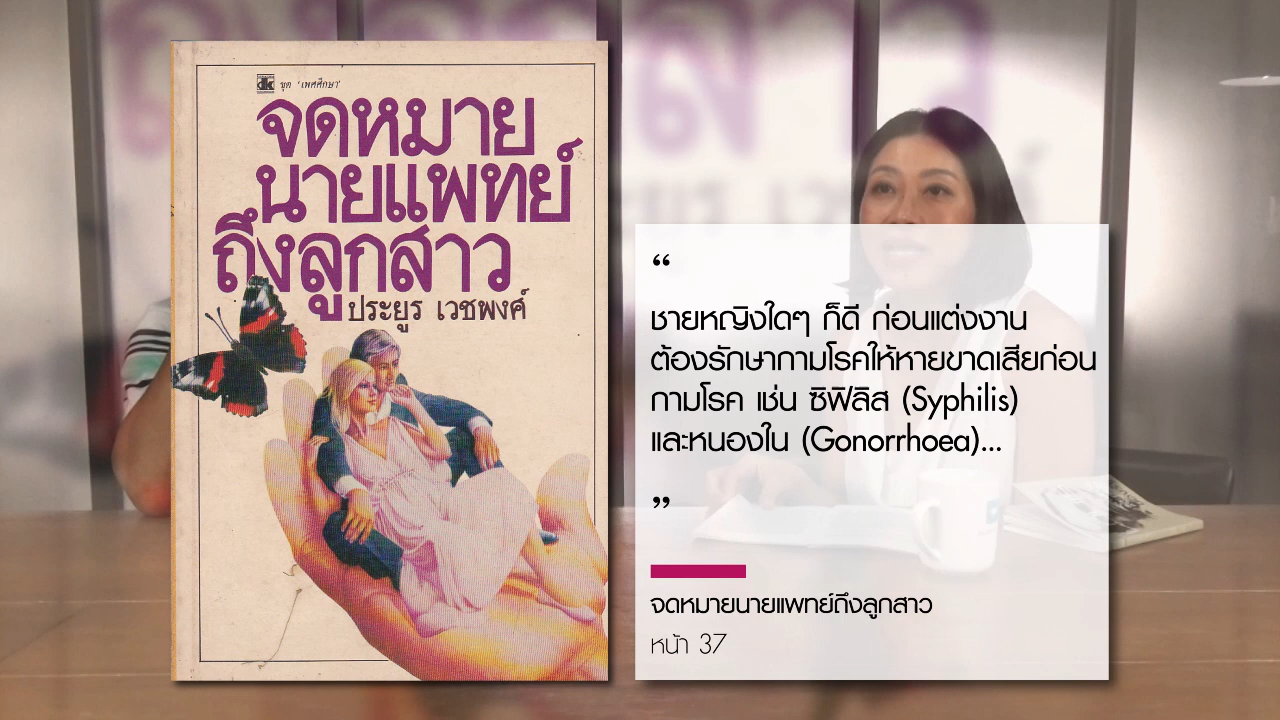 dk
ชุด 'เพศศึกษา'
จดหมาย
นายแพทย์
ถึงลูกสาว
ประยูร เวชพงศ์
“
ชายหญิงใดๆ ก็ดี ก่อนแต่งงาน
ต้องรักษากามโรคให้หายขาดเสียก่อน
กามโรค เช่น ซิฟิลิส (Syphilis)
และหนองใน (Gonorrhoea)...
”
จดหมายนายแพทย์ถึงลูกสาว
หน้า 37